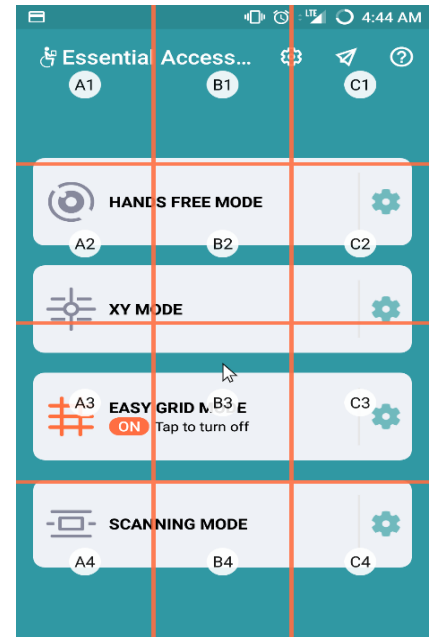 LTE 4:44 AM
Essential Access...
A1 B1 C1
HANDS FREE MODE
A2 B2 C2
XY MODE
A3 B3 C3
EASY GRID MODE
ON Tap to turn off
SCANNING MODE
A4 B4 C4